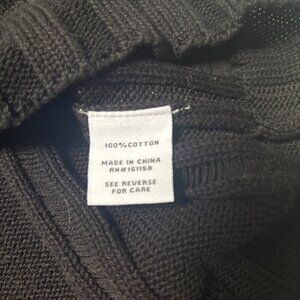 100% COTTON
MADE IN CHINA
RN#151158
SEE REVERSE
FOR CARE